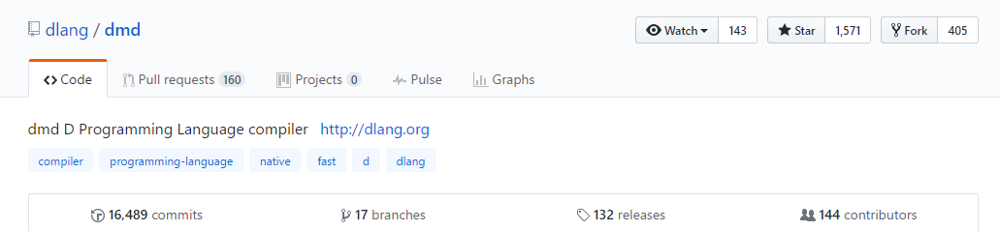 dlang / dmd Watch 143 Star 1,571 Fork 405
Code Pull requests 160 Projects 0 Pulse Graphs
dmd D Programming Language compiler http://dlang.org
compiler programming-language native fast d dlang
16,489 commits 17 branches 132 releases 144 contributors